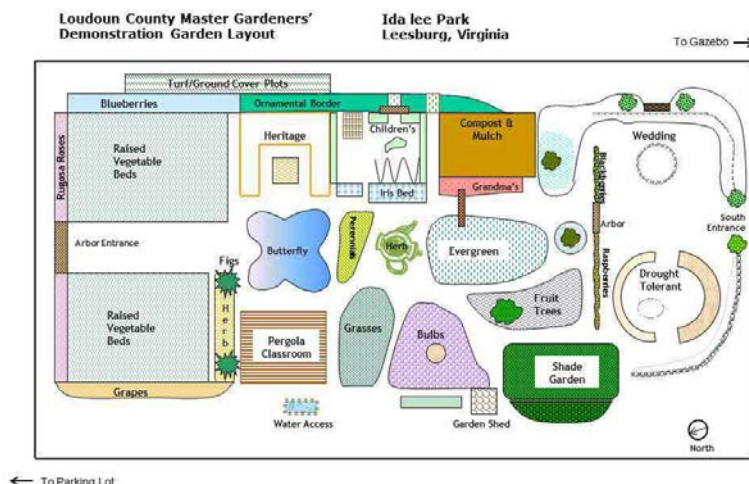 Loudoun County Master Gardeners'
Demonstration Garden Layout
Ida lee Park
Leesburg, Virginia
To Gazebo
Turf/Ground Cover Plots
Blueberries
Ornamental Border
Rugosa Roses
Raised
Vegetable
Beds
Heritage
Children's
Compost &
Mulch
Iris Bed
Grandma's
Blackberries
Wedding
Arbor Entrance
Figs
Butterfly
Perennials
Herb
Evergreen
Arbor
South
Entrance
Raised
Vegetable
Beds
Herb
Pergola
Classroom
Grasses
Bulbs
Fruit
Trees
Raspberries
Drought
Tolerant
Shade
Garden
Grapes
Water Access
Garden Shed
North
To Parking Lot